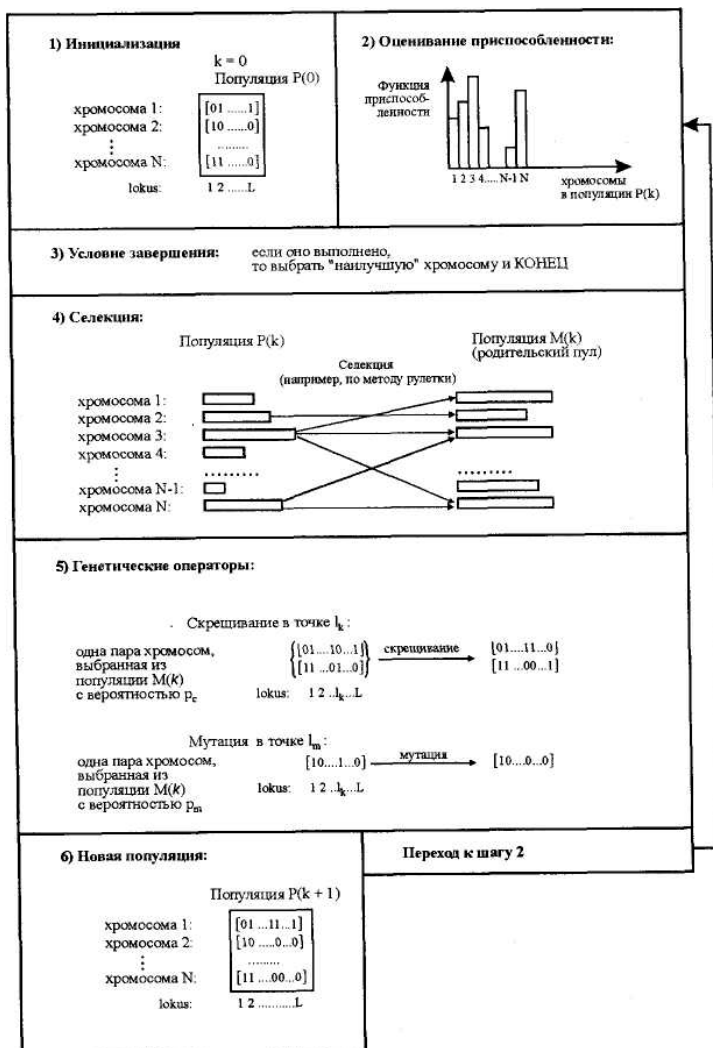 1) Инициализация
k = 0
Популяция P(0)
хромосома 1: [01 ......1]
хромосома 2: [10 ......0]
⋮ .........
хромосома N: [11 ......0]
lokus: 1 2 ......L
2) Оценивание приспособленности:
Функция
приспособ-
ленности
1 2 3 4..... N-1 N
хромосомы
в популяции P(k)
3) Условие завершения: если оно выполнено,
то выбрать "наилучшую" хромосому и КОНЕЦ
4) Селекция:
Популяция P(k)
Популяция M(k)
(родительский пул)
Селекция
(например, по методу рулетки)
хромосома 1:
хромосома 2:
хромосома 3:
хромосома 4:
⋮ ......... .........
хромосома N-1:
хромосома N:
5) Генетические операторы:
Скрещивание в точке lₖ:
одна пара хромосом,
выбранная из
популяции M(k)
с вероятностью p_c
{[01....10...1]} скрещивание [01....11...0]
{[11 ...01...0]} [11 ...00...1]
lokus: 1 2 ..lₖ...L
Мутация в точке lₘ:
одна пара хромосом,
выбранная из
популяции M(k)
с вероятностью pₘ
[10....1...0] мутация [10....0...0]
lokus: 1 2 ..lₖ...L
6) Новая популяция:
Популяция P(k + 1)
хромосома 1: [01 ...11...1]
хромосома 2: [10 .....0...0]
⋮ .........
хромосома N: [11 ....00...0]
lokus: 1 2 ..........L
Переход к шагу 2